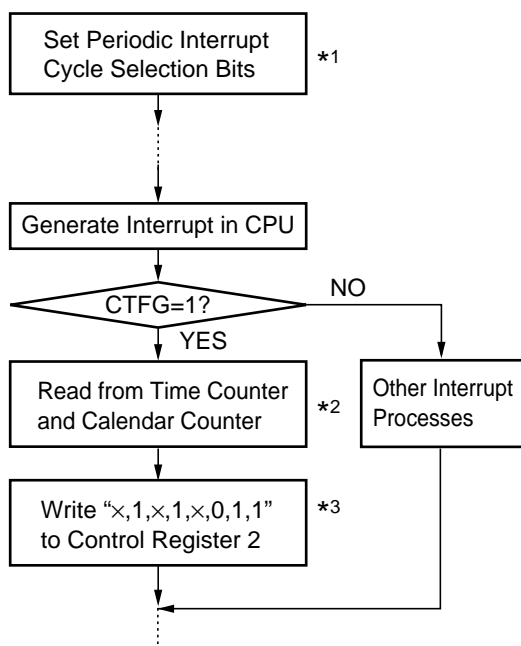 Set Periodic Interrupt
Cycle Selection Bits
*1
Generate Interrupt in CPU
CTFG=1?
NO
YES
Read from Time Counter
and Calendar Counter
*2
Other Interrupt
Processes
Write “×,1,×,1,×,0,1,1”
to Control Register 2
*3